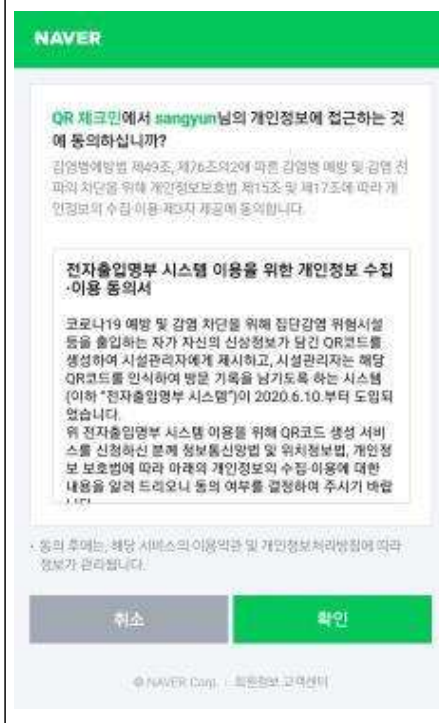 NAVER
QR 체크인에서 sangyun님의 개인정보에 접근하는 것
에 동의하십니까?
감염병예방법 제49조, 제76조의2에 따른 감염병 예방 및 감염 전
파의 차단을 위해 개인정보보호법 제15조 및 제17조에 따라 개
인정보의 수집·이용·제3자 제공에 동의합니다.
전자출입명부 시스템 이용을 위한 개인정보 수집
·이용 동의서
코로나19 예방 및 감염 차단을 위해 집단감염 위험시설
등을 출입하는 자가 자신의 신상정보가 담긴 QR코드를
생성하여 시설관리자에게 제시하고, 시설관리자는 해당
QR코드를 인식하여 방문 기록을 남기도록 하는 시스템
(이하 "전자출입명부 시스템")이 2020.6.10.부터 도입되
었습니다.
위 전자출입명부 시스템 이용을 위해 QR코드 생성 서비
스를 신청하신 분께 정보통신망법 및 위치정보법, 개인정
보 보호법에 따라 아래의 개인정보의 수집·이용에 대한
내용을 알려 드리오니 동의 여부를 결정하여 주시기 바랍
니다.
· 동의 후에는, 해당 서비스의 이용약관 및 개인정보처리방침에 따라
정보가 관리됩니다.
취소
확인
© NAVER Corp. | 회원정보 고객센터